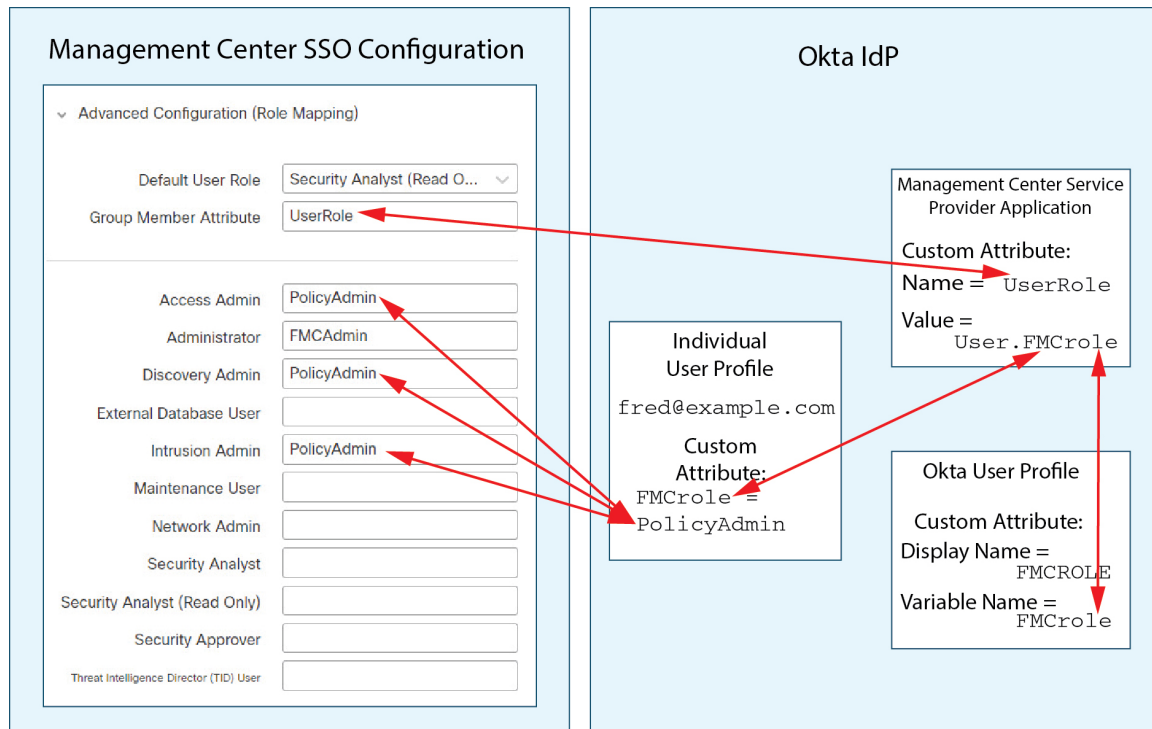 Management Center SSO Configuration
Advanced Configuration (Role Mapping)
Default User Role Security Analyst (Read O...
Group Member Attribute UserRole
Access Admin PolicyAdmin
Administrator FMCAdmin
Discovery Admin PolicyAdmin
External Database User
Intrusion Admin PolicyAdmin
Maintenance User
Network Admin
Security Analyst
Security Analyst (Read Only)
Security Approver
Threat Intelligence Director (TID) User
Okta IdP
Individual
User Profile
fred@example.com
Custom
Attribute:
FMCrole =
PolicyAdmin
Management Center Service
Provider Application
Custom Attribute:
Name = UserRole
Value =
User.FMCrole
Okta User Profile
Custom Attribute:
Display Name =
FMCROLE
Variable Name =
FMCrole